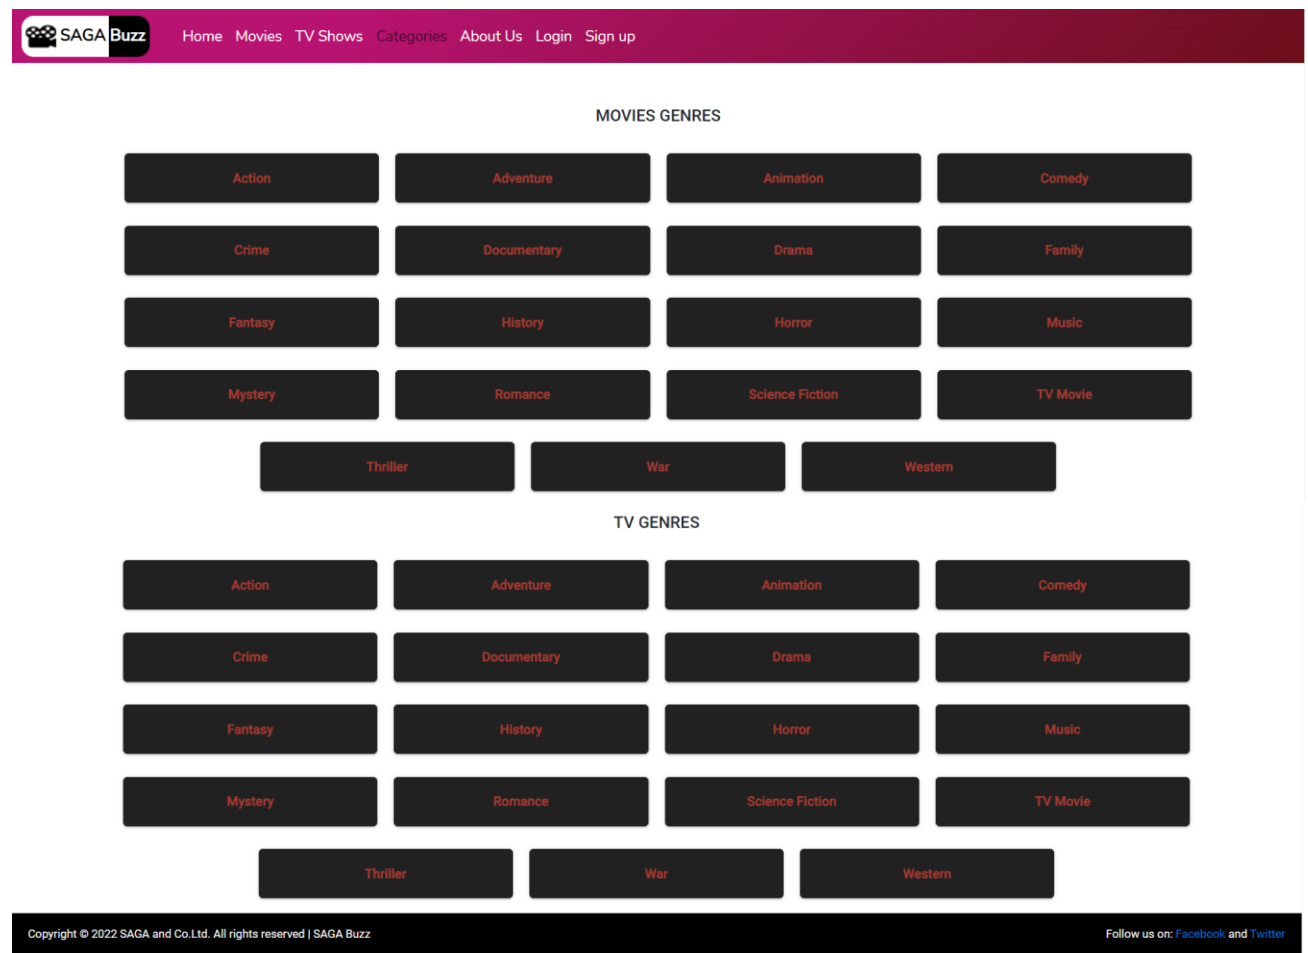 SAGA Buzz Home Movies TV Shows Categories About Us Login Sign up
MOVIES GENRES
Action Adventure Animation Comedy
Crime Documentary Drama Family
Fantasy History Horror Music
Mystery Romance Science Fiction TV Movie
Thriller War Western
TV GENRES
Action Adventure Animation Comedy
Crime Documentary Drama Family
Fantasy History Horror Music
Mystery Romance Science Fiction TV Movie
Thriller War Western
Copyright © 2022 SAGA and Co.Ltd. All rights reserved | SAGA Buzz Follow us on: Facebook and Twitter